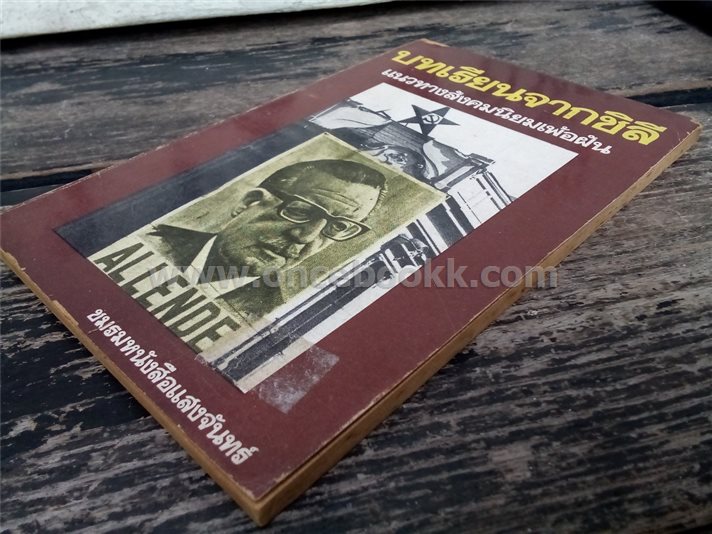 บทเรียนจากชิลี
แนวทางสังคมนิยมเพ้อฝัน
ALLENDE
www.oncebookk.com
ชมรมหนังสือแสงจันทร์